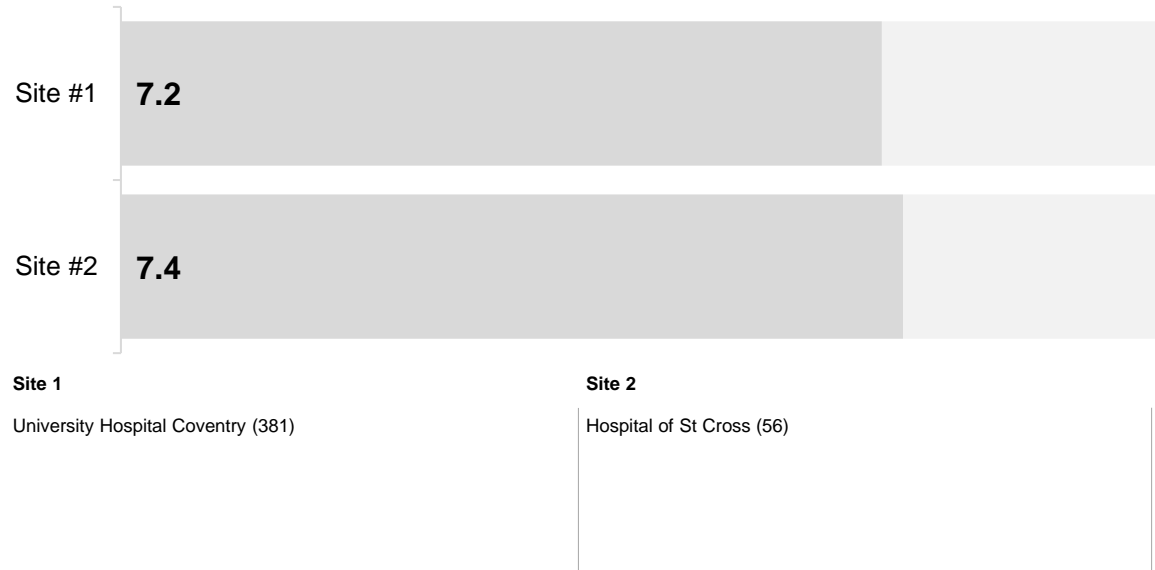 Site #1 7.2
Site #2 7.4
Site 1
University Hospital Coventry (381)
Site 2
Hospital of St Cross (56)